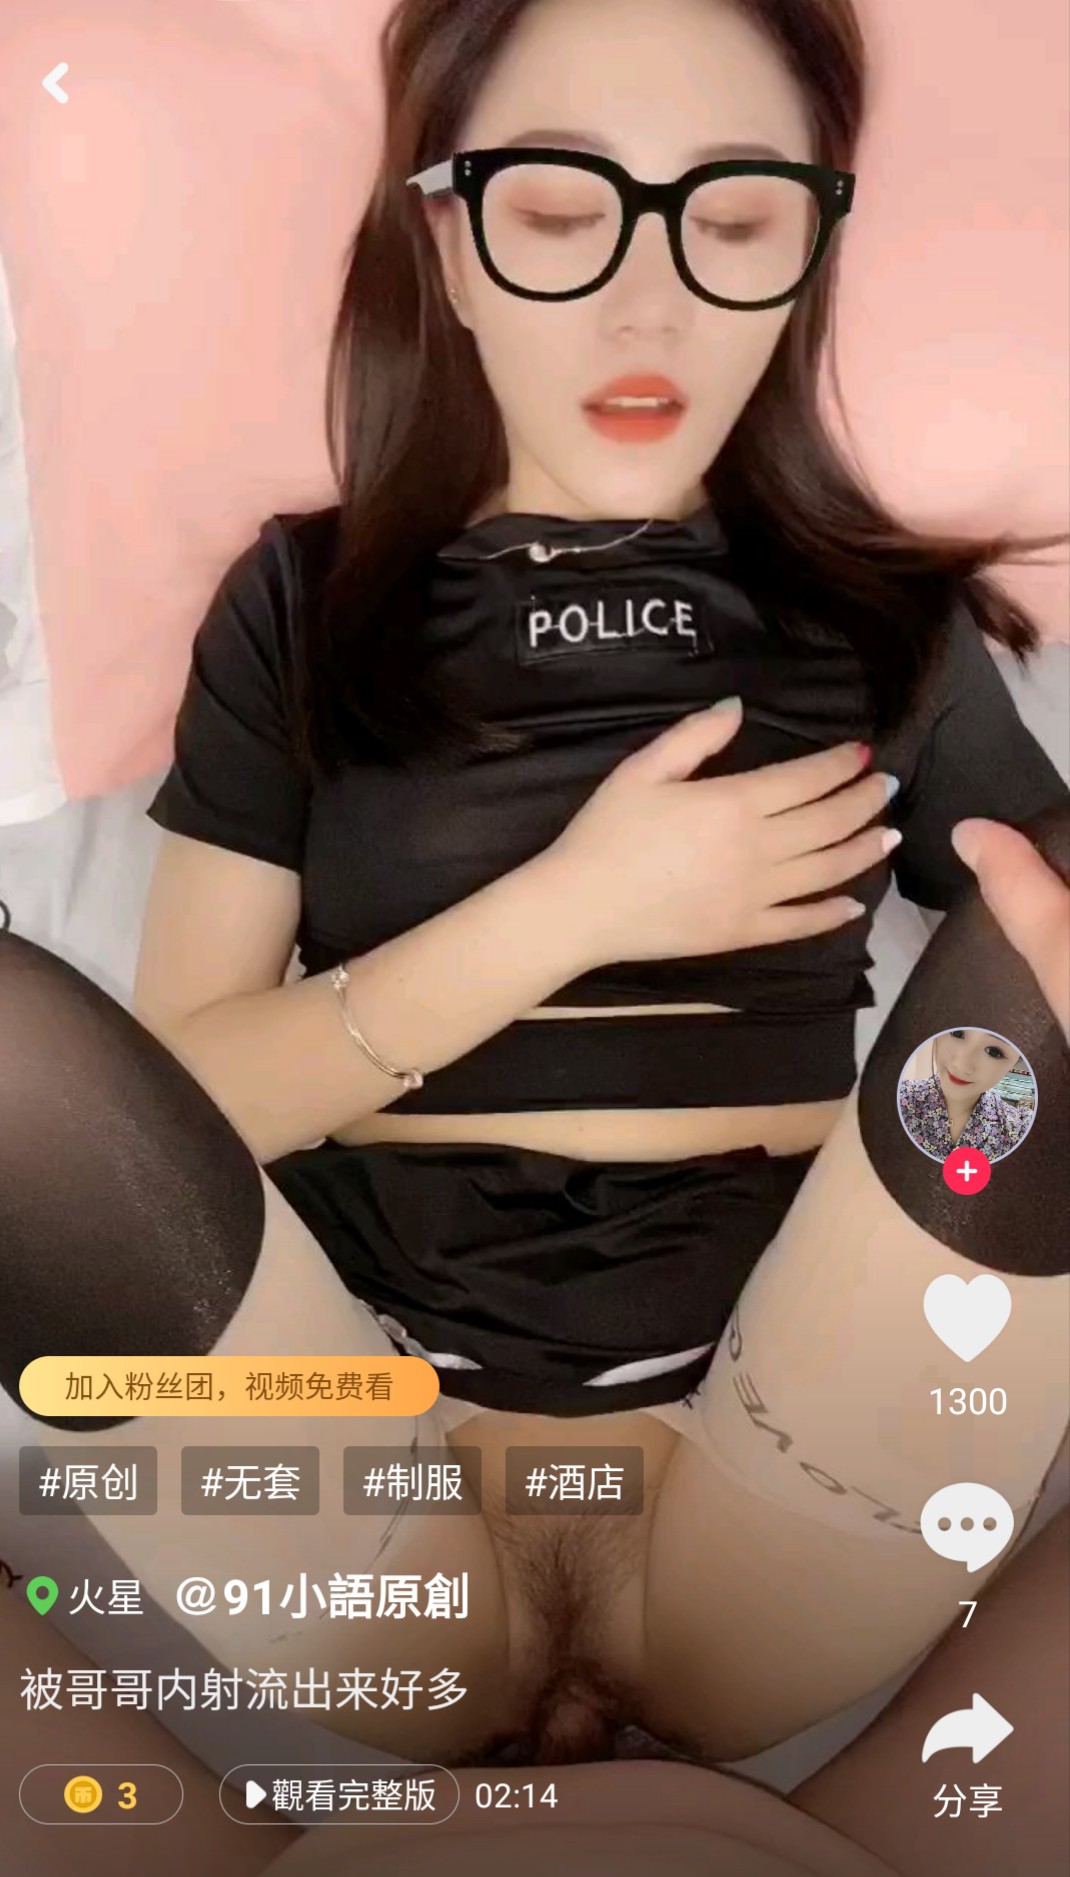 POLICE
加入粉丝团，视频免费看
#原创 #无套 #制服 #酒店
火星 @91小語原創
被哥哥内射流出来好多
币 3 觀看完整版 02:14
1300
7
分享